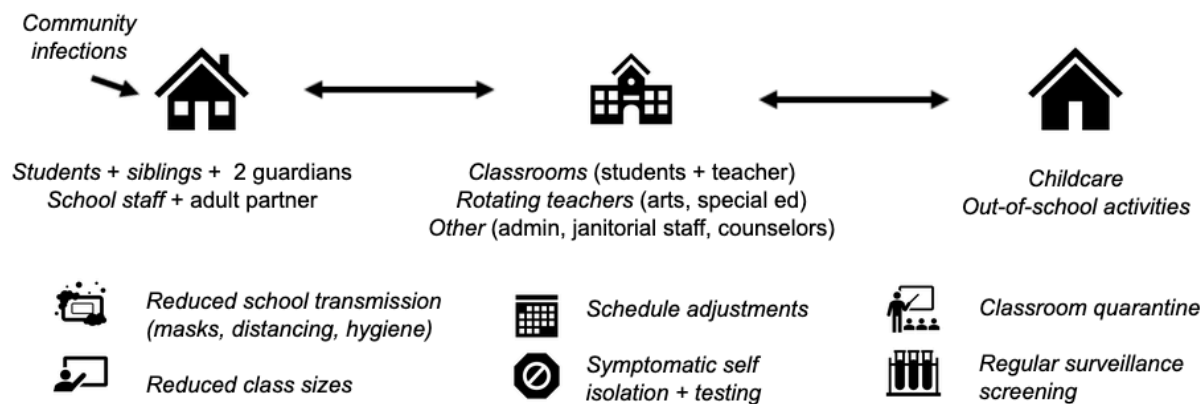 Community
infections
Students + siblings + 2 guardians
School staff + adult partner
Classrooms (students + teacher)
Rotating teachers (arts, special ed)
Other (admin, janitorial staff, counselors)
Childcare
Out-of-school activities
Reduced school transmission
(masks, distancing, hygiene)
Reduced class sizes
Schedule adjustments
Symptomatic self
isolation + testing
Classroom quarantine
Regular surveillance
screening